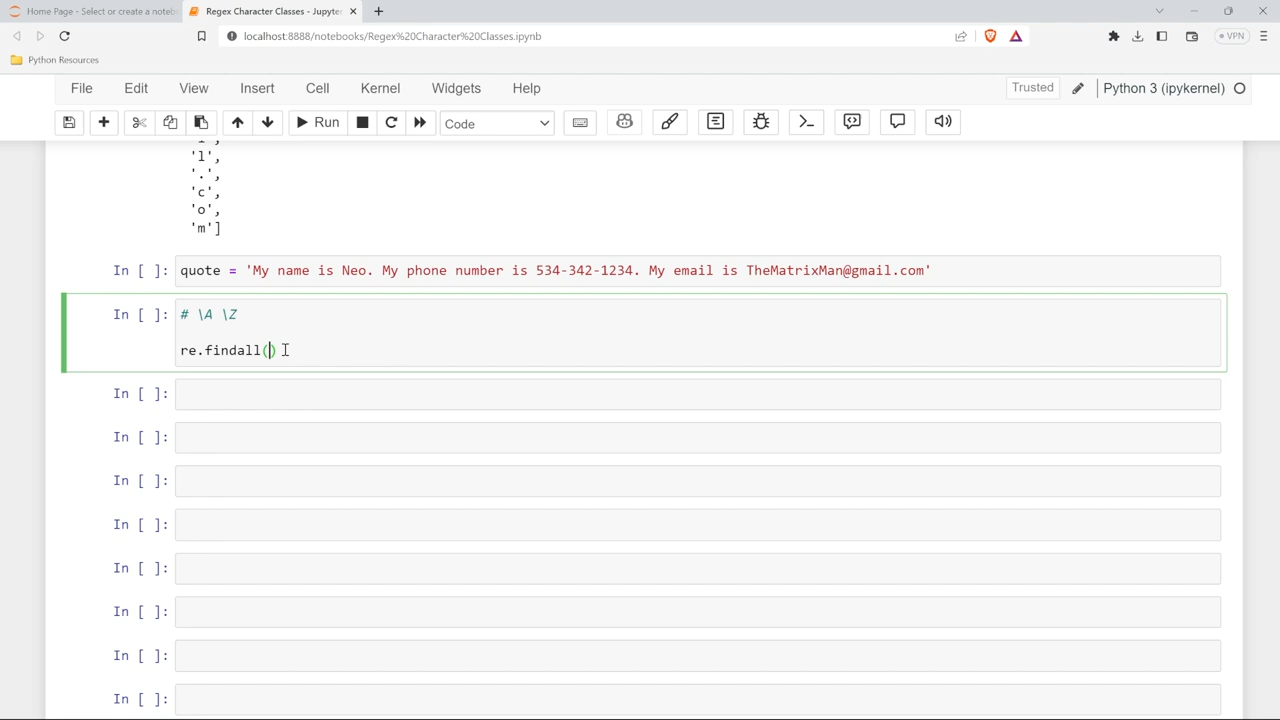 Home Page - Select or create a noteb
Regex Character Classes - Jupyter
localhost:8888/notebooks/Regex%20Character%20Classes.ipynb
VPN
Python Resources
File Edit View Insert Cell Kernel Widgets Help
Trusted
Python 3 (ipykernel)
Run
Code
'l',
'.',
'c',
'o',
'm']
In [ ]: quote = 'My name is Neo. My phone number is 534-342-1234. My email is TheMatrixMan@gmail.com'
In [ ]: # \A \Z
re.findall()
In [ ]:
In [ ]:
In [ ]:
In [ ]:
In [ ]:
In [ ]:
In [ ]:
In [ ]: